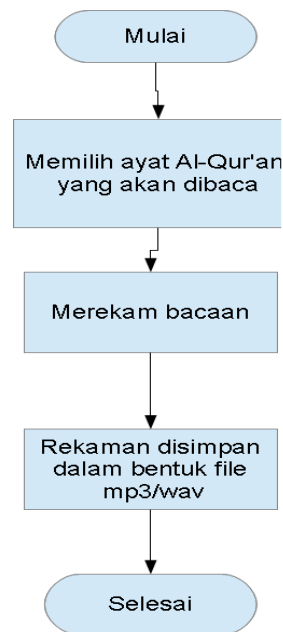 Mulai
Memilih ayat Al-Qur'an
yang akan dibaca
Merekam bacaan
Rekaman disimpan
dalam bentuk file
mp3/wav
Selesai